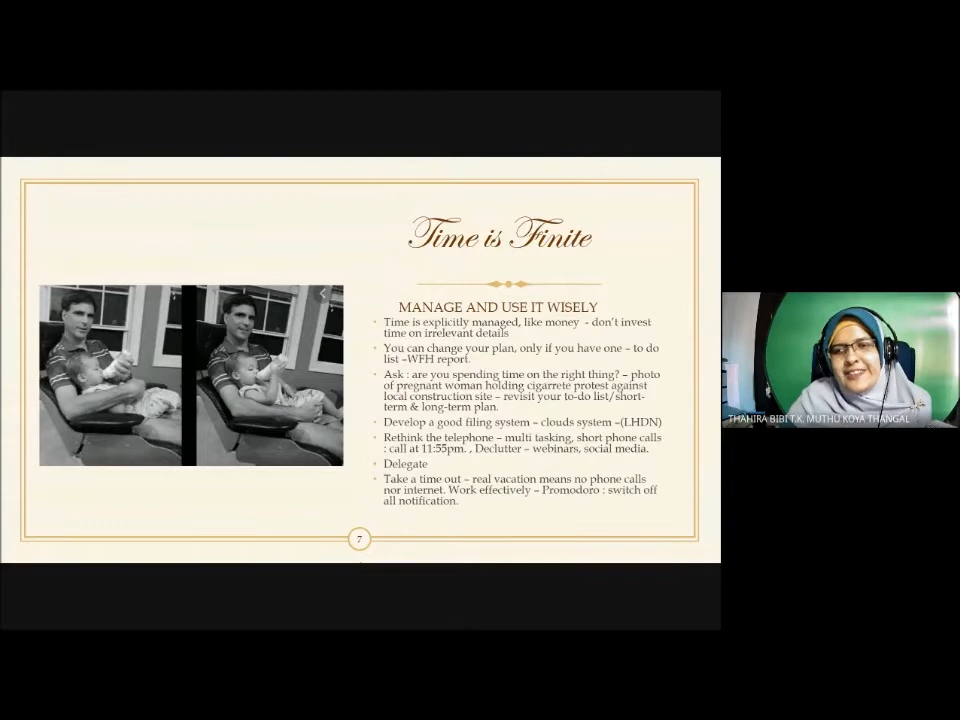 Time is Finite
MANAGE AND USE IT WISELY
• Time is explicitly managed, like money - don't invest
time on irrelevant details
• You can change your plan, only if you have one – to do
list –WFH report.
• Ask : are you spending time on the right thing? – photo
of pregnant woman holding cigarrete protest against
local construction site – revisit your to-do list/short-
term & long-term plan.
• Develop a good filing system – clouds system –(LHDN)
• Rethink the telephone – multi tasking, short phone calls
: call at 11:55pm. , Declutter – webinars, social media.
• Delegate
• Take a time out – real vacation means no phone calls
nor internet. Work effectively – Promodoro : switch off
all notification.
7
THAHIRA BIBI T.K. MUTHU KOYA THANGAL